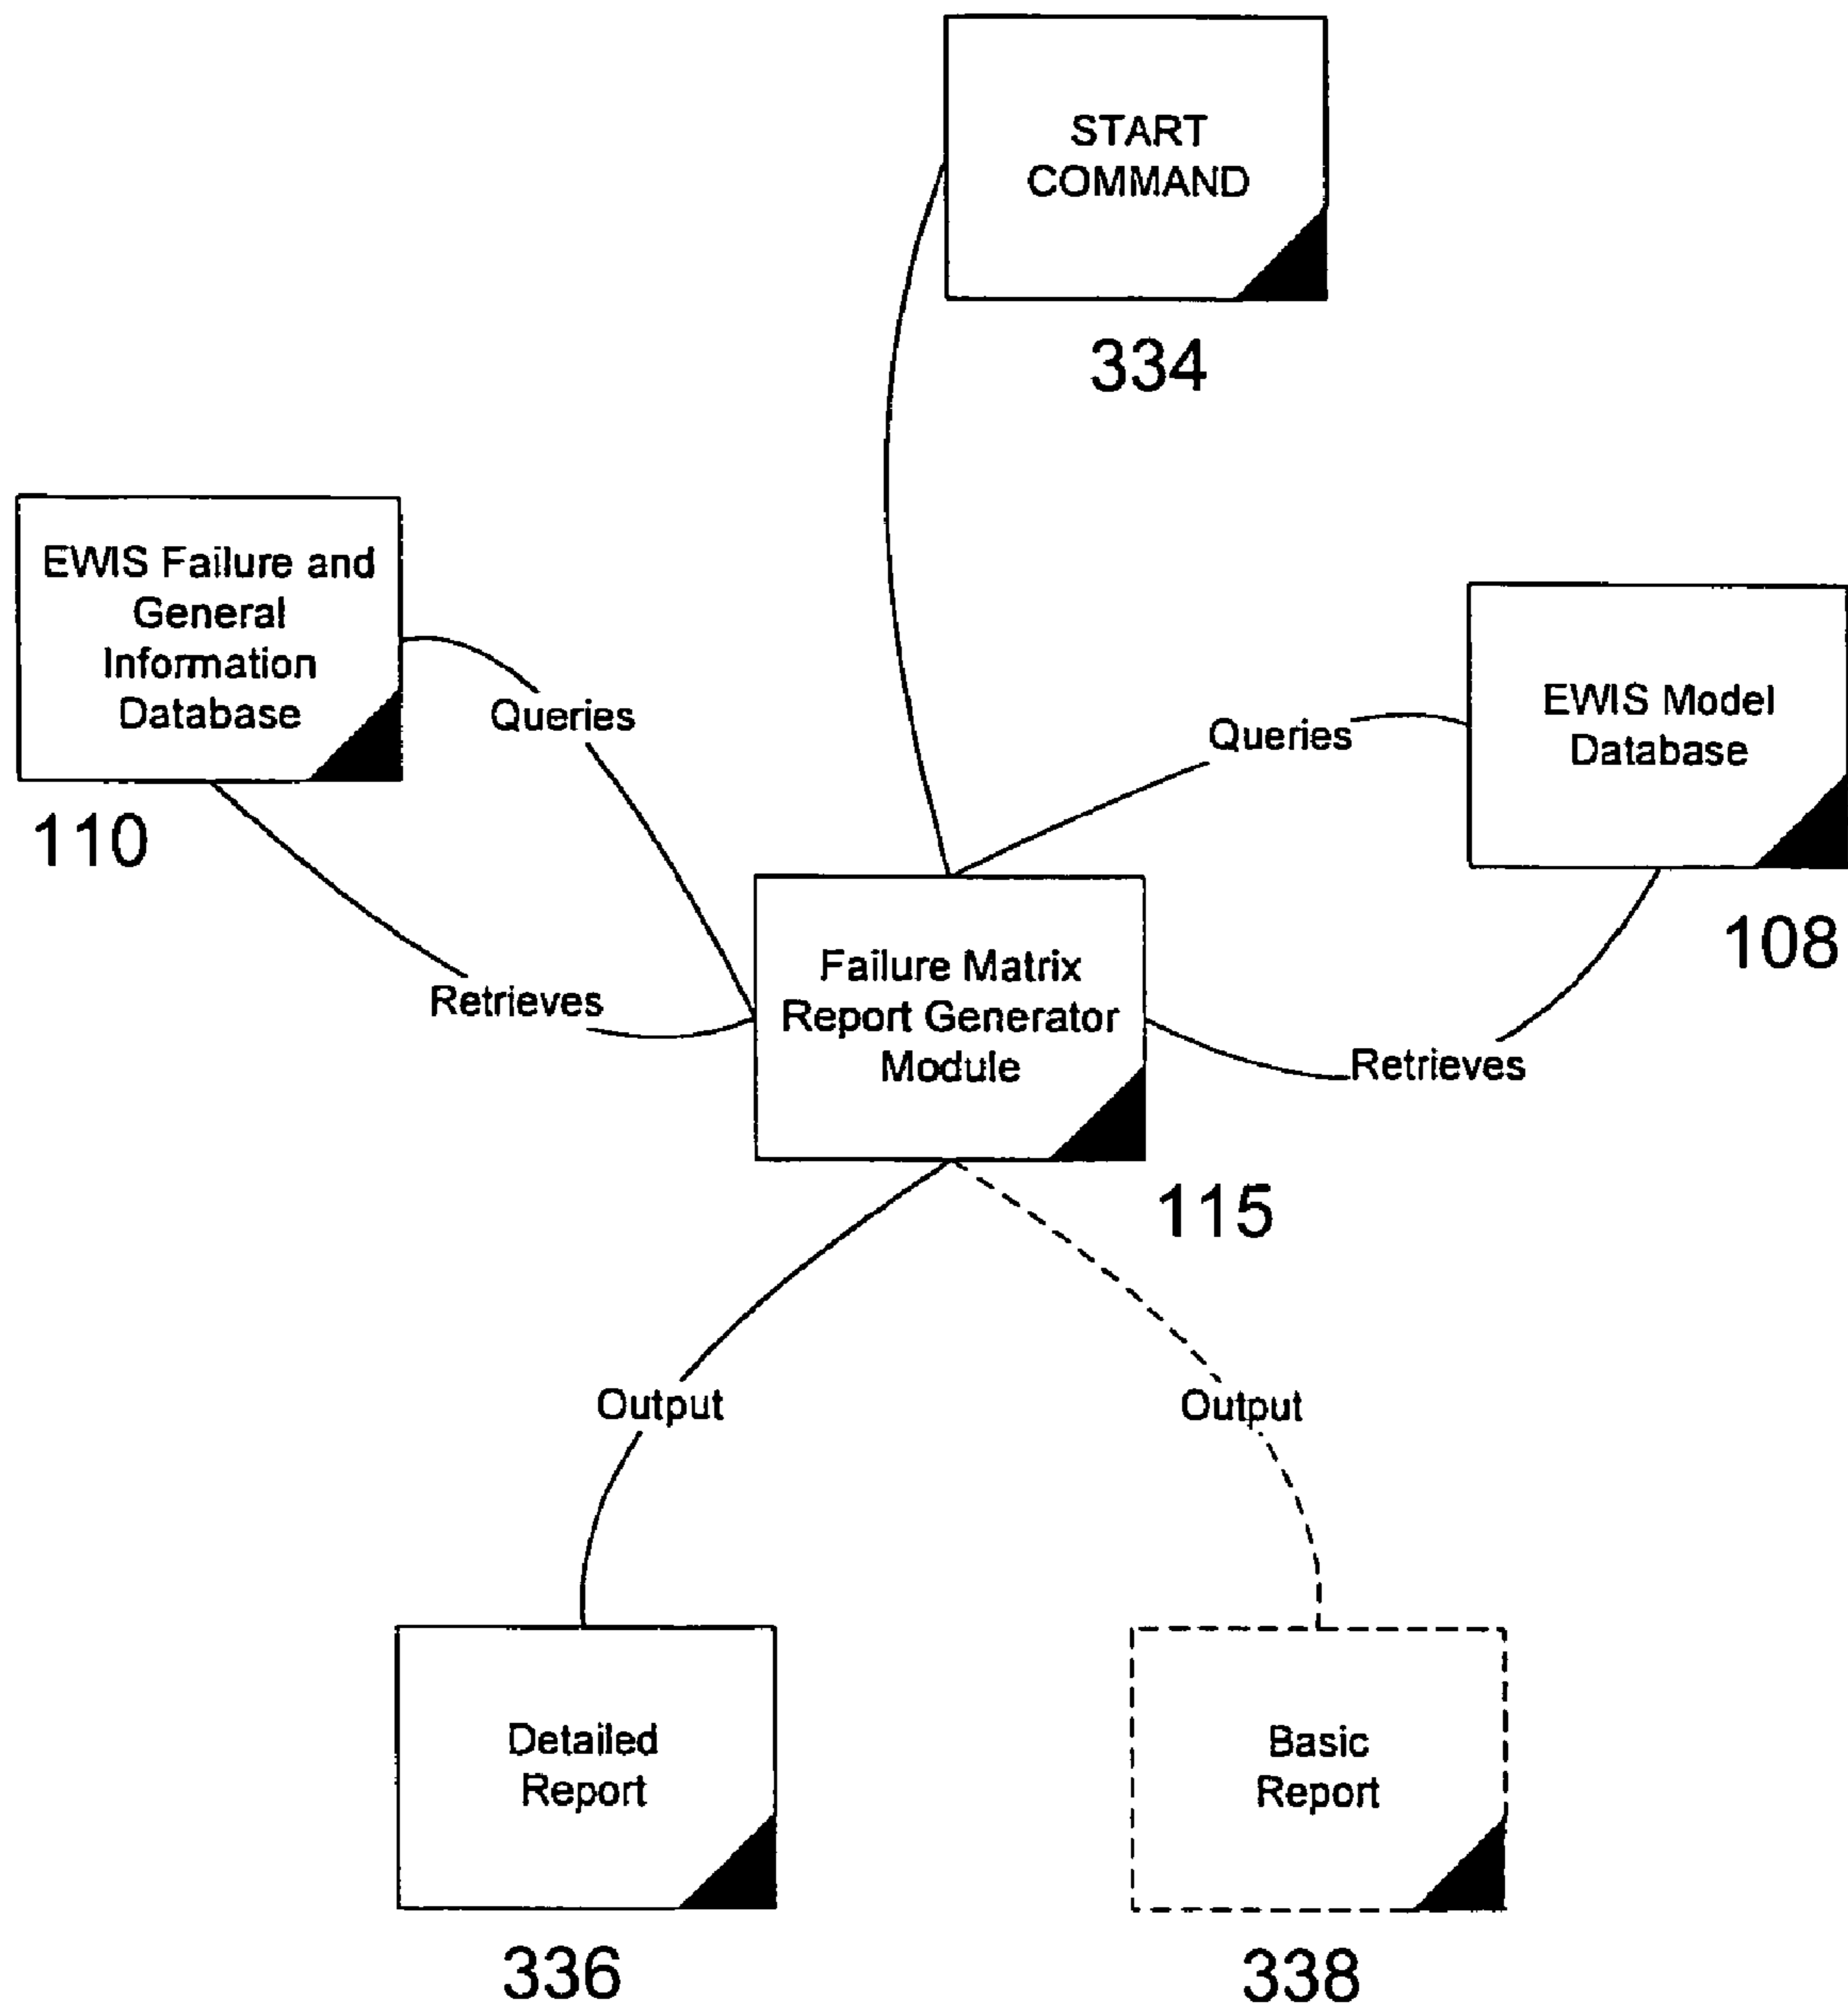 START
COMMAND
334
EWIS Failure and
General
Information
Database
110
Queries
Queries
EWIS Model
Database
108
Retrieves
Failure Matrix
Report Generator
Module
115
Retrieves
Output
Output
Detailed
Report
336
Basic
Report
338